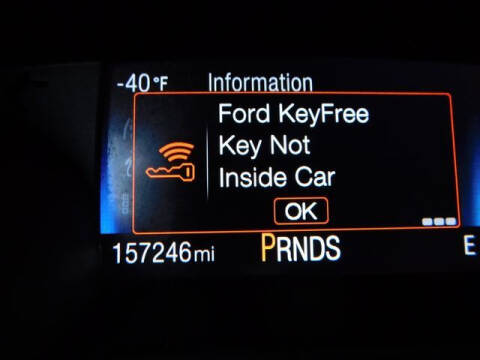 -40°F Information
Ford KeyFree
Key Not
Inside Car
OK
157246mi PRNDS E